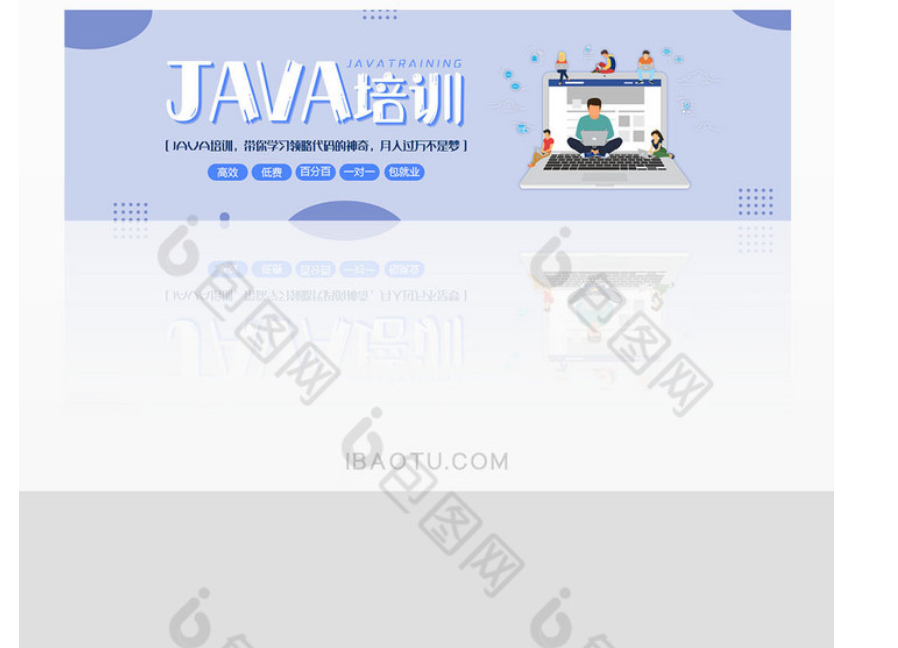 JAVATRAINING
JAVA培训
[ JAVA培训，带你学习领略代码的神奇，月入过万不是梦 ]
高效 低费 百分百 一对一 包就业
包图网
包图网
IBAOTU.COM
包图网